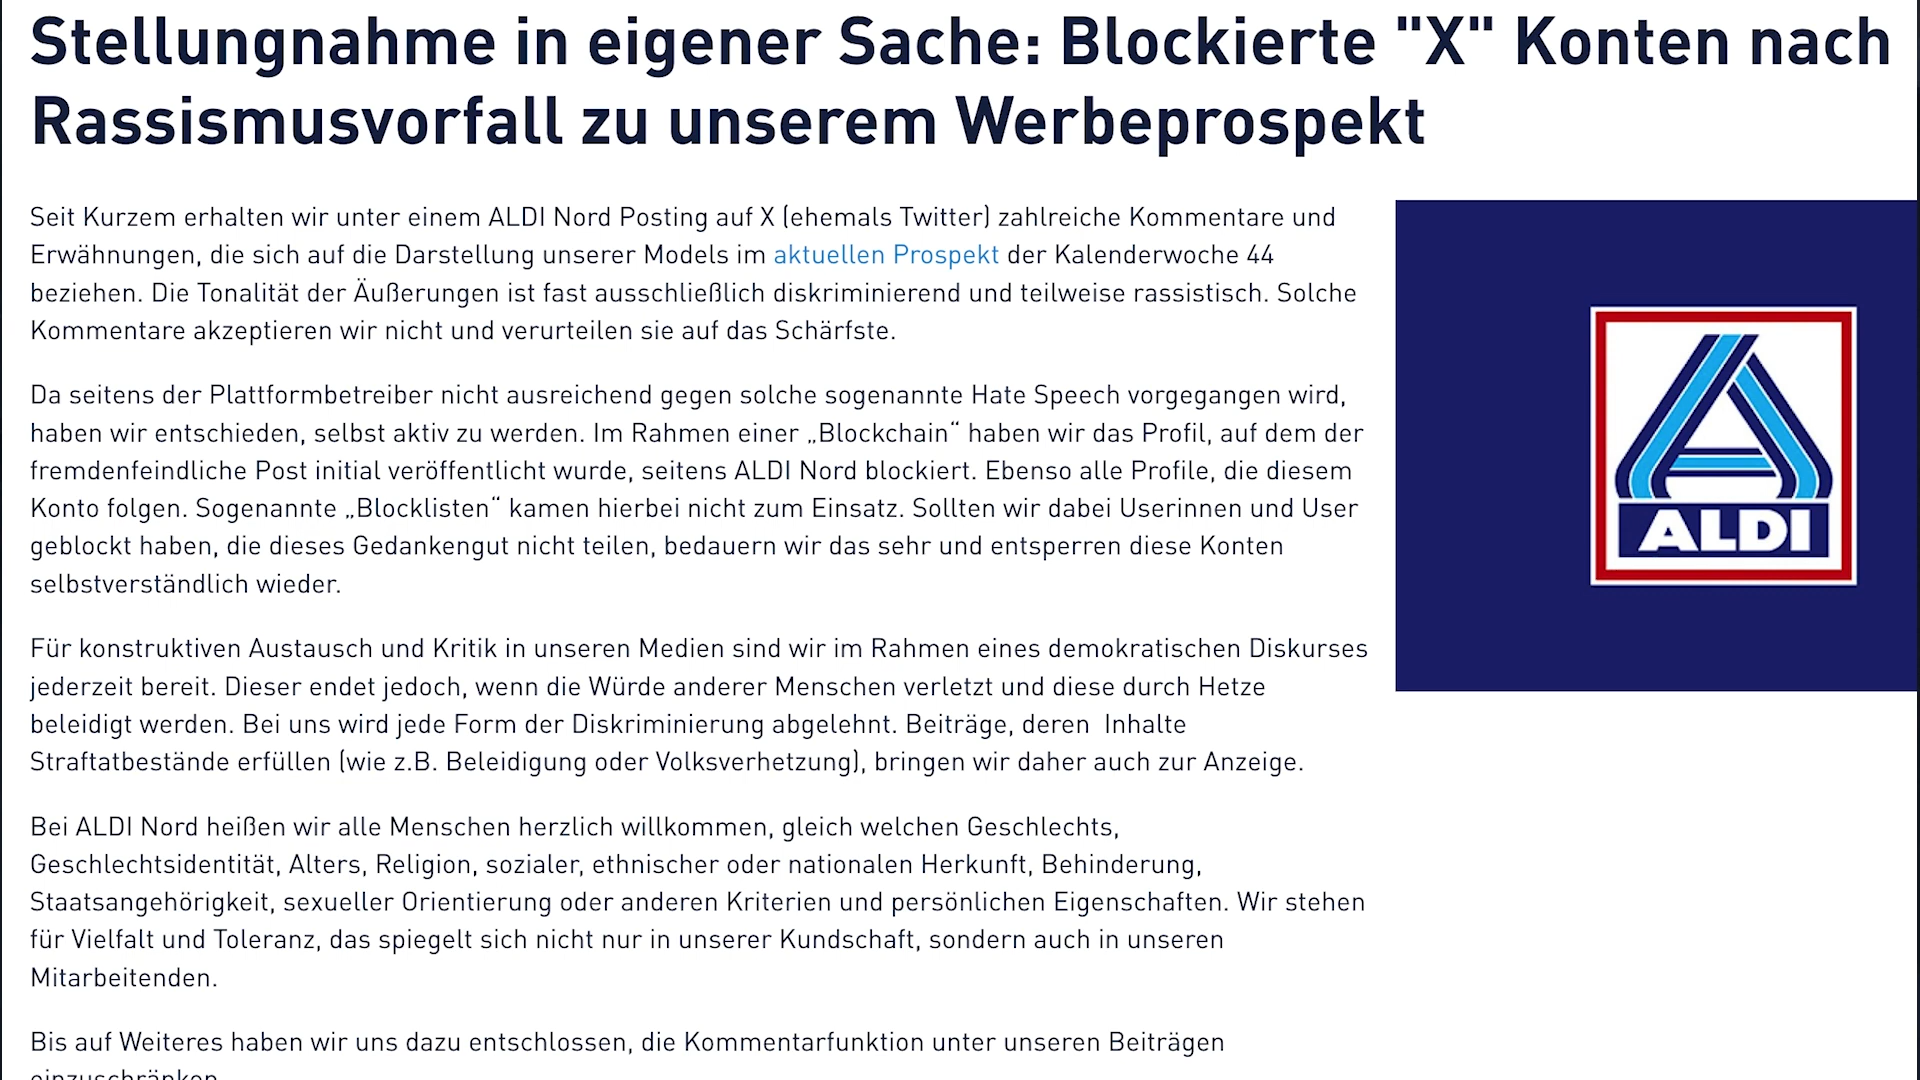 Stellungnahme in eigener Sache: Blockierte "X" Konten nach
Rassismusvorfall zu unserem Werbeprospekt
Seit Kurzem erhalten wir unter einem ALDI Nord Posting auf X (ehemals Twitter) zahlreiche Kommentare und
Erwähnungen, die sich auf die Darstellung unserer Models im aktuellen Prospekt der Kalenderwoche 44
beziehen. Die Tonalität der Äußerungen ist fast ausschließlich diskriminierend und teilweise rassistisch. Solche
Kommentare akzeptieren wir nicht und verurteilen sie auf das Schärfste.
Da seitens der Plattformbetreiber nicht ausreichend gegen solche sogenannte Hate Speech vorgegangen wird,
haben wir entschieden, selbst aktiv zu werden. Im Rahmen einer „Blockchain“ haben wir das Profil, auf dem der
fremdenfeindliche Post initial veröffentlicht wurde, seitens ALDI Nord blockiert. Ebenso alle Profile, die diesem
Konto folgen. Sogenannte „Blocklisten“ kamen hierbei nicht zum Einsatz. Sollten wir dabei Userinnen und User
geblockt haben, die dieses Gedankengut nicht teilen, bedauern wir das sehr und entsperren diese Konten
selbstverständlich wieder.
Für konstruktiven Austausch und Kritik in unseren Medien sind wir im Rahmen eines demokratischen Diskurses
jederzeit bereit. Dieser endet jedoch, wenn die Würde anderer Menschen verletzt und diese durch Hetze
beleidigt werden. Bei uns wird jede Form der Diskriminierung abgelehnt. Beiträge, deren  Inhalte
Straftatbestände erfüllen (wie z.B. Beleidigung oder Volksverhetzung), bringen wir daher auch zur Anzeige.
Bei ALDI Nord heißen wir alle Menschen herzlich willkommen, gleich welchen Geschlechts,
Geschlechtsidentität, Alters, Religion, sozialer, ethnischer oder nationalen Herkunft, Behinderung,
Staatsangehörigkeit, sexueller Orientierung oder anderen Kriterien und persönlichen Eigenschaften. Wir stehen
für Vielfalt und Toleranz, das spiegelt sich nicht nur in unserer Kundschaft, sondern auch in unseren
Mitarbeitenden.
Bis auf Weiteres haben wir uns dazu entschlossen, die Kommentarfunktion unter unseren Beiträgen
einzuschränken.
ALDI